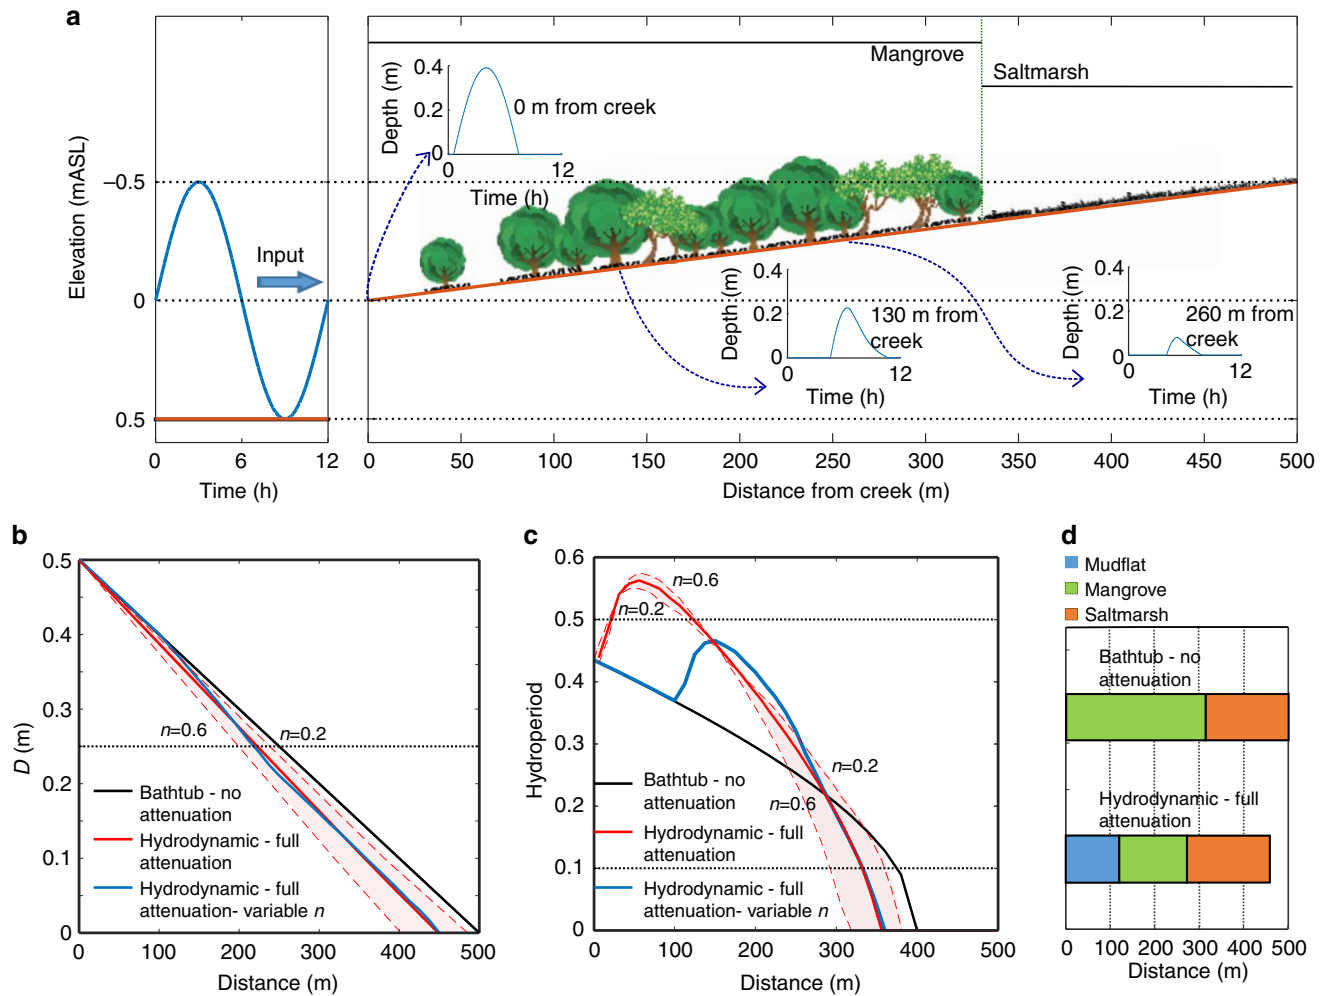 a
Elevation (mASL)
–0.5
0
0.5
Input
0
6
12
Time (h)
Mangrove
Saltmarsh
Depth (m)
0.4
0.2
0
0
12
Time (h)
0 m from creek
Depth (m)
0.4
0.2
0
0
12
Time (h)
130 m from
creek
Depth (m)
0.4
0.2
0
0
12
Time (h)
260 m from
creek
0
50
100
150
200
250
300
350
400
450
500
Distance from creek (m)
b
D (m)
0.5
0.4
0.3
0.2
0.1
0
n=0.6
n=0.2
Bathtub - no
attenuation
Hydrodynamic - full
attenuation
Hydrodynamic - full
attenuation- variable n
0
100
200
300
400
500
Distance (m)
c
Hydroperiod
0.6
0.5
0.4
0.3
0.2
0.1
0
n=0.6
n=0.2
n=0.2
n=0.6
Bathtub - no
attenuation
Hydrodynamic - full
attenuation
Hydrodynamic - full
attenuation- variable n
0
100
200
300
400
500
Distance (m)
d
Mudflat
Mangrove
Saltmarsh
Bathtub - no
attenuation
Hydrodynamic - full
attenuation
0
100
200
300
400
500
Distance (m)